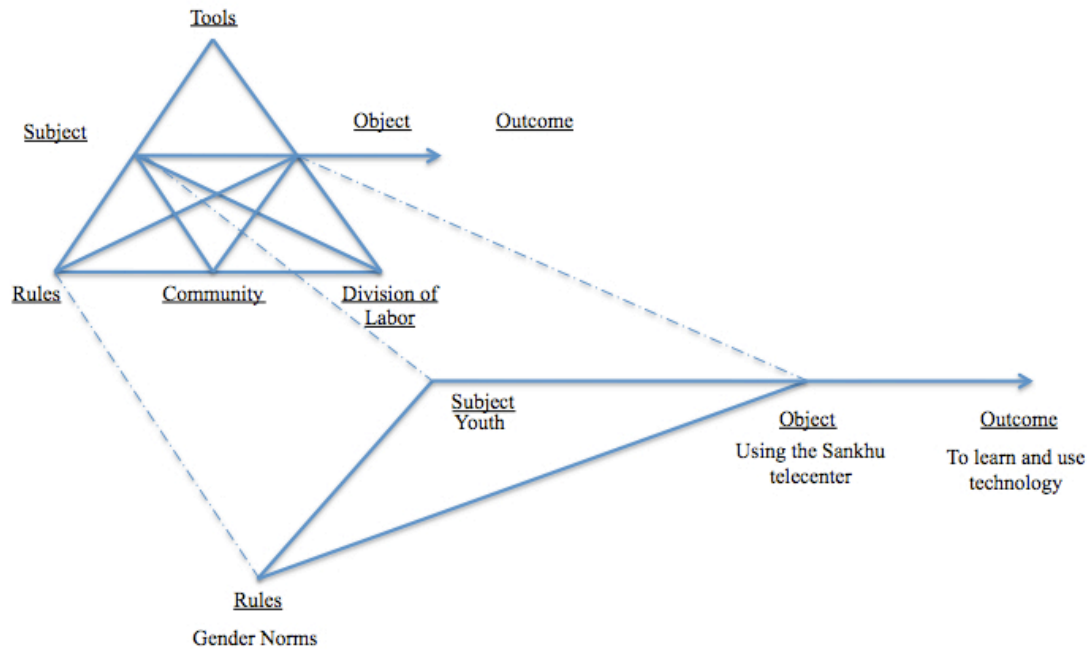 Tools
Subject
Object
Outcome
Rules
Community
Division of
Labor
Subject
Youth
Object
Using the Sankhu
telecenter
Outcome
To learn and use
technology
Rules
Gender Norms